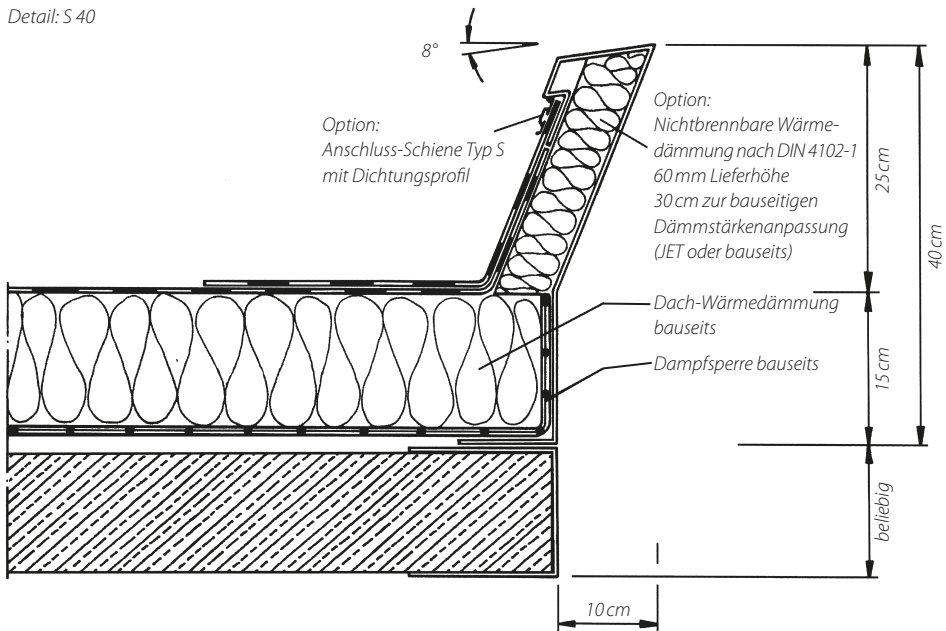 Detail: S 40
8°
Option:
Anschluss-Schiene Typ S
mit Dichtungsprofil
Option:
Nichtbrennbare Wärme-
dämmung nach DIN 4102-1
60 mm Lieferhöhe
30 cm zur bauseitigen
Dämmstärkenanpassung
(JET oder bauseits)
25 cm
40 cm
Dach-Wärmedämmung
bauseits
Dampfsperre bauseits
15 cm
beliebig
10 cm